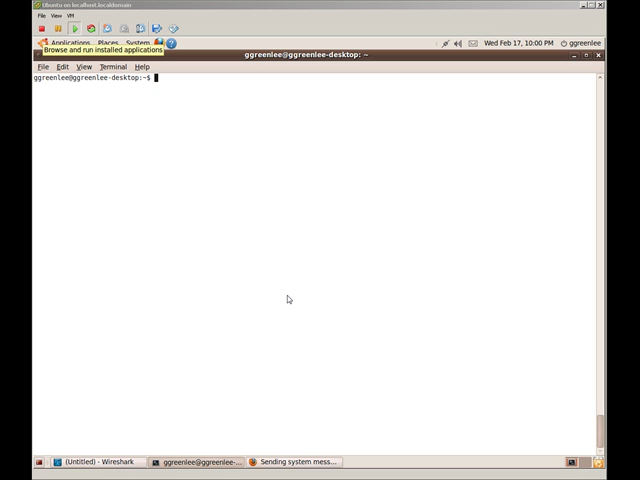 Ubuntu on localhost.localdomain
File View VM
Applications Places System
Wed Feb 17, 10:00 PM ggreenlee
Browse and run installed applications
ggreenlee@ggreenlee-desktop: ~
File Edit View Terminal Help
ggreenlee@ggreenlee-desktop:~$
(Untitled) - Wireshark
ggreenlee@ggreenlee-...
Sending system mess...